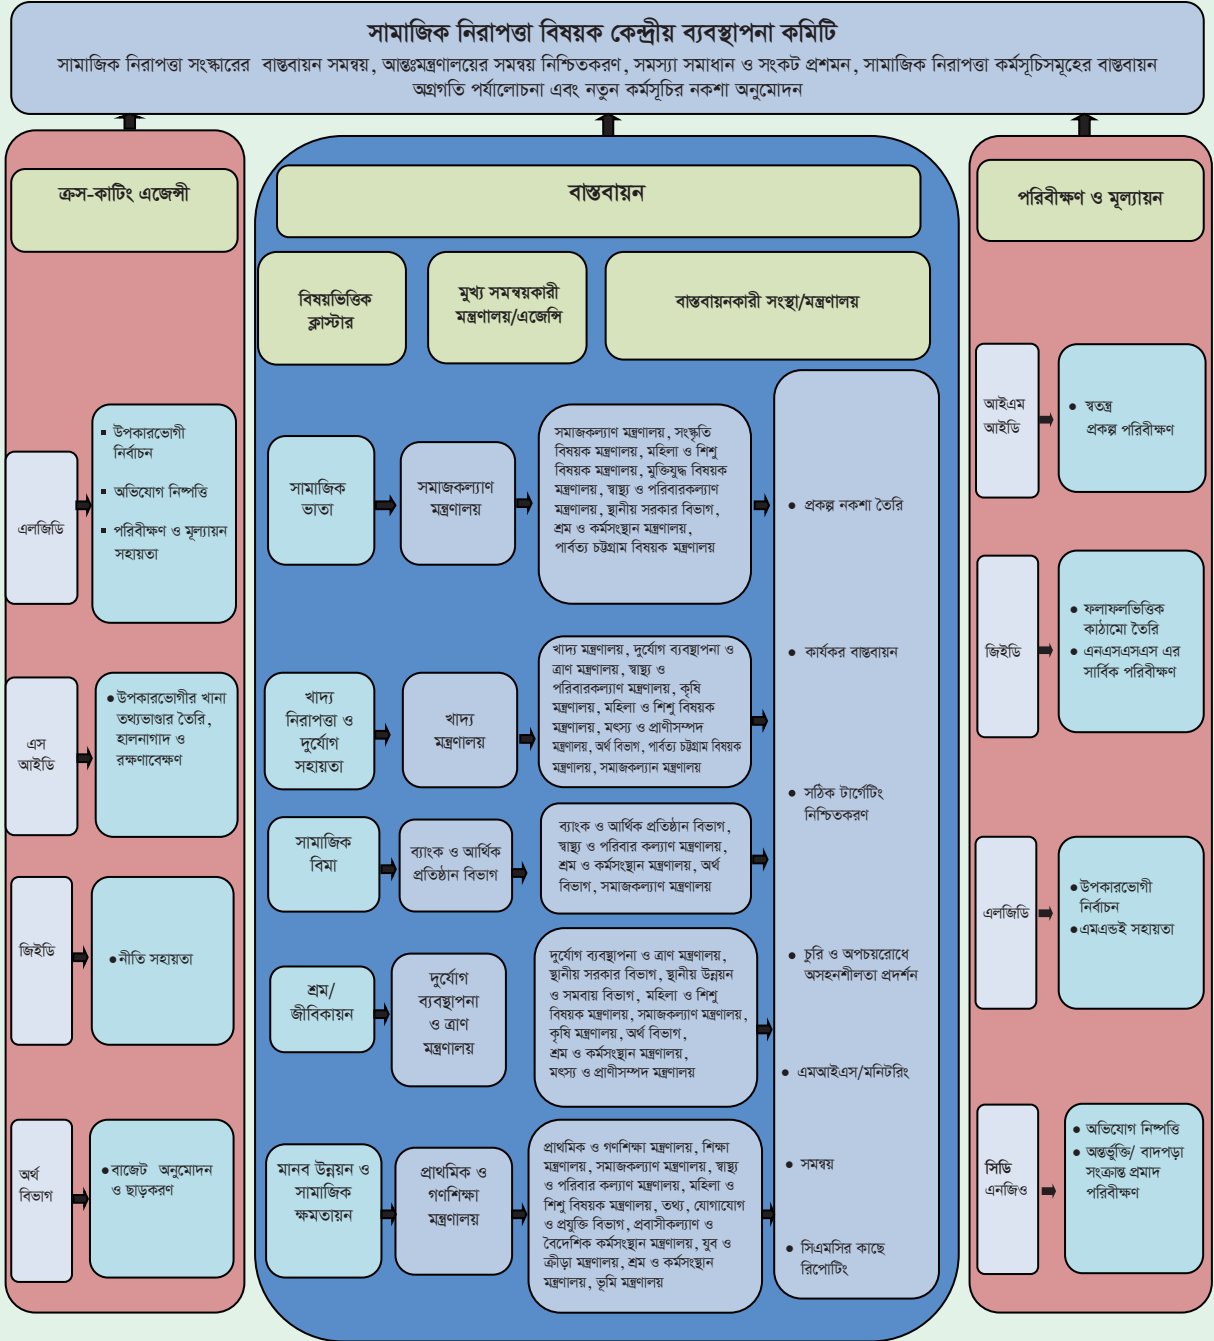 সামাজিক নিরাপত্তা বিষয়ক কেন্দ্রীয় ব্যবস্থাপনা কমিটি
সামাজিক নিরাপত্তা সংস্কারের বাস্তবায়ন সমন্বয়, আন্তঃমন্ত্রণালয়ের সমন্বয় নিশ্চিতকরণ, সমস্যা সমাধান ও সংকট প্রশমন, সামাজিক নিরাপত্তা কর্মসূচিসমূহের বাস্তবায়ন
অগ্রগতি পর্যালোচনা এবং নতুন কর্মসূচির নকশা অনুমোদন
ক্রস-কাটিং এজেন্সী
এলজিডি
▪ উপকারভোগী
নির্বাচন
▪ অভিযোগ নিষ্পত্তি
▪ পরিবীক্ষণ ও মূল্যায়ন
সহায়তা
এস
আইডি
● উপকারভোগীর খানা
তথ্যভাণ্ডার তৈরি,
হালনাগাদ ও
রক্ষণাবেক্ষণ
জিইডি
● নীতি সহায়তা
অর্থ
বিভাগ
● বাজেট অনুমোদন
ও ছাড়করণ
বাস্তবায়ন
বিষয়ভিত্তিক
ক্লাস্টার
মুখ্য সমন্বয়কারী
মন্ত্রণালয়/এজেন্সি
বাস্তবায়নকারী সংস্থা/মন্ত্রণালয়
সামাজিক
ভাতা
সমাজকল্যাণ
মন্ত্রণালয়
সমাজকল্যাণ মন্ত্রণালয়, সংস্কৃতি
বিষয়ক মন্ত্রণালয়, মহিলা ও শিশু
বিষয়ক মন্ত্রণালয়, মুক্তিযুদ্ধ বিষয়ক
মন্ত্রণালয়, স্বাস্থ্য ও পরিবারকল্যাণ
মন্ত্রণালয়, স্থানীয় সরকার বিভাগ,
শ্রম ও কর্মসংস্থান মন্ত্রণালয়,
পার্বত্য চট্টগ্রাম বিষয়ক মন্ত্রণালয়
খাদ্য
নিরাপত্তা ও
দুর্যোগ
সহায়তা
খাদ্য
মন্ত্রণালয়
খাদ্য মন্ত্রণালয়, দুর্যোগ ব্যবস্থাপনা ও
ত্রাণ মন্ত্রণালয়, স্বাস্থ্য ও
পরিবারকল্যাণ মন্ত্রণালয়, কৃষি
মন্ত্রণালয়, মহিলা ও শিশু বিষয়ক
মন্ত্রণালয়, মৎস্য ও প্রাণীসম্পদ
মন্ত্রণালয়, অর্থ বিভাগ, পার্বত্য চট্টগ্রাম বিষয়ক
মন্ত্রণালয়, সমাজকল্যান মন্ত্রণালয়
সামাজিক
বিমা
ব্যাংক ও আর্থিক
প্রতিষ্ঠান বিভাগ
ব্যাংক ও আর্থিক প্রতিষ্ঠান বিভাগ,
স্বাস্থ্য ও পরিবার কল্যাণ মন্ত্রণালয়,
শ্রম ও কর্মসংস্থান মন্ত্রণালয়, অর্থ
বিভাগ, সমাজকল্যাণ মন্ত্রণালয়
শ্রম/
জীবিকায়ন
দুর্যোগ
ব্যবস্থাপনা
ও ত্রাণ
মন্ত্রণালয়
দুর্যোগ ব্যবস্থাপনা ও ত্রাণ মন্ত্রণালয়,
স্থানীয় সরকার বিভাগ, স্থানীয় উন্নয়ন
ও সমবায় বিভাগ, মহিলা ও শিশু
বিষয়ক মন্ত্রণালয়, সমাজকল্যাণ মন্ত্রণালয়,
কৃষি মন্ত্রণালয়, অর্থ বিভাগ,
শ্রম ও কর্মসংস্থান মন্ত্রণালয়,
মৎস্য ও প্রাণীসম্পদ মন্ত্রণালয়
মানব উন্নয়ন ও
সামাজিক
ক্ষমতায়ন
প্রাথমিক ও
গণশিক্ষা
মন্ত্রণালয়
প্রাথমিক ও গণশিক্ষা মন্ত্রণালয়, শিক্ষা
মন্ত্রণালয়, সমাজকল্যাণ মন্ত্রণালয়, স্বাস্থ্য
ও পরিবার কল্যাণ মন্ত্রণালয়, মহিলা ও
শিশু বিষয়ক মন্ত্রণালয়, তথ্য, যোগাযোগ
ও প্রযুক্তি বিভাগ, প্রবাসীকল্যাণ ও
বৈদেশিক কর্মসংস্থান মন্ত্রণালয়, যুব ও
ক্রীড়া মন্ত্রণালয়, শ্রম ও কর্মসংস্থান
মন্ত্রণালয়, ভূমি মন্ত্রণালয়
● প্রকল্প নকশা তৈরি
● কার্যকর বাস্তবায়ন
● সঠিক টার্গেটিং
নিশ্চিতকরণ
● চুরি ও অপচয়রোধে
অসহনশীলতা প্রদর্শন
● এমআইএস/মনিটরিং
● সমন্বয়
● সিএমসির কাছে
রিপোটিং
পরিবীক্ষণ ও মূল্যায়ন
আইএম
আইডি
● স্বতন্ত্র
প্রকল্প পরিবীক্ষণ
জিইডি
● ফলাফলভিত্তিক
কাঠামো তৈরি
● এনএসএসএস এর
সার্বিক পরিবীক্ষণ
এলজিডি
● উপকারভোগী
নির্বাচন
● এমএন্ডই সহায়তা
সিডি
এনজিও
● অভিযোগ নিষ্পত্তি
● অন্তর্ভুক্তি/ বাদপড়া
সংক্রান্ত প্রমাদ
পরিবীক্ষণ